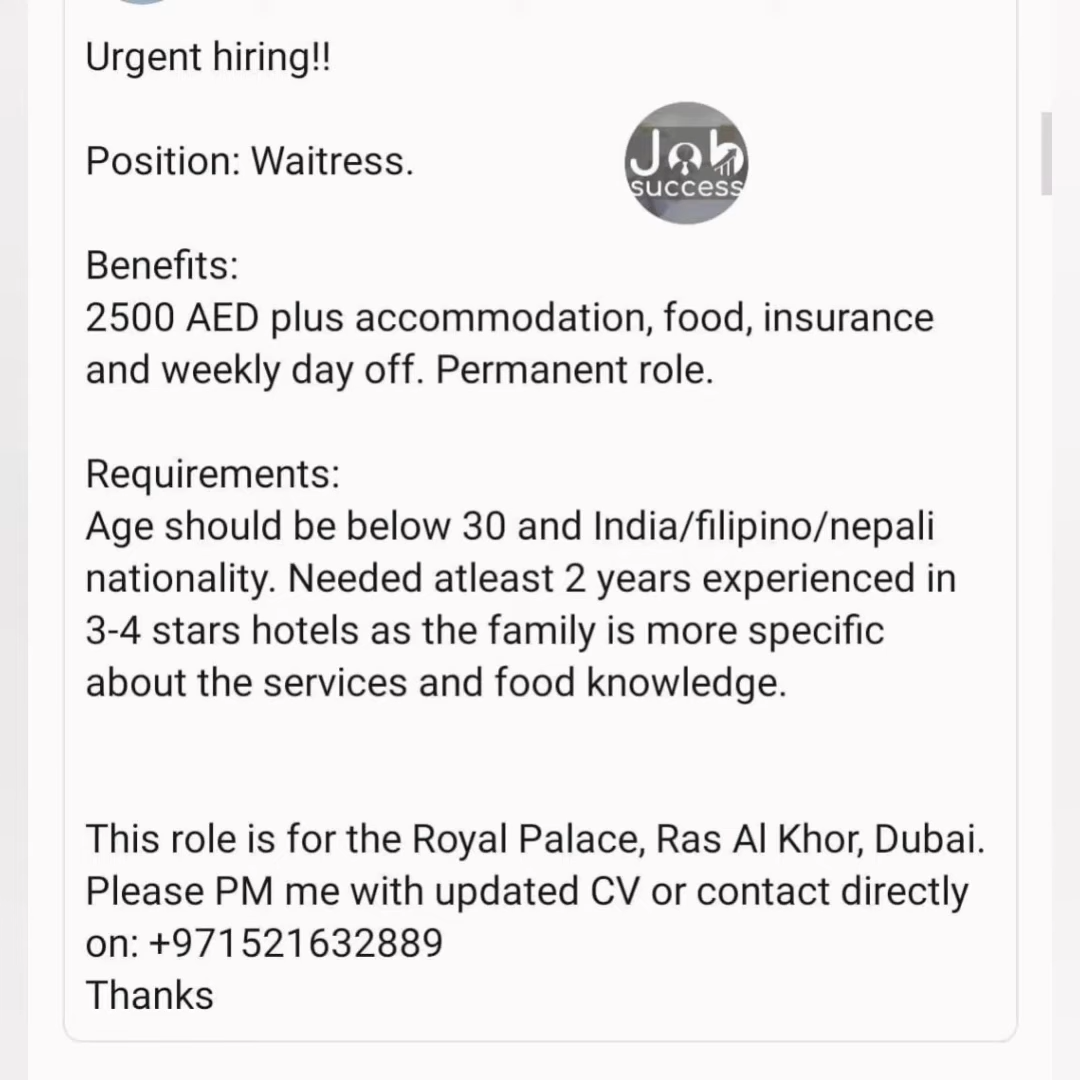 Urgent hiring!!
Position: Waitress.
Job
success
Benefits:
2500 AED plus accommodation, food, insurance
and weekly day off. Permanent role.
Requirements:
Age should be below 30 and India/filipino/nepali
nationality. Needed atleast 2 years experienced in
3-4 stars hotels as the family is more specific
about the services and food knowledge.
This role is for the Royal Palace, Ras Al Khor, Dubai.
Please PM me with updated CV or contact directly
on: +971521632889
Thanks